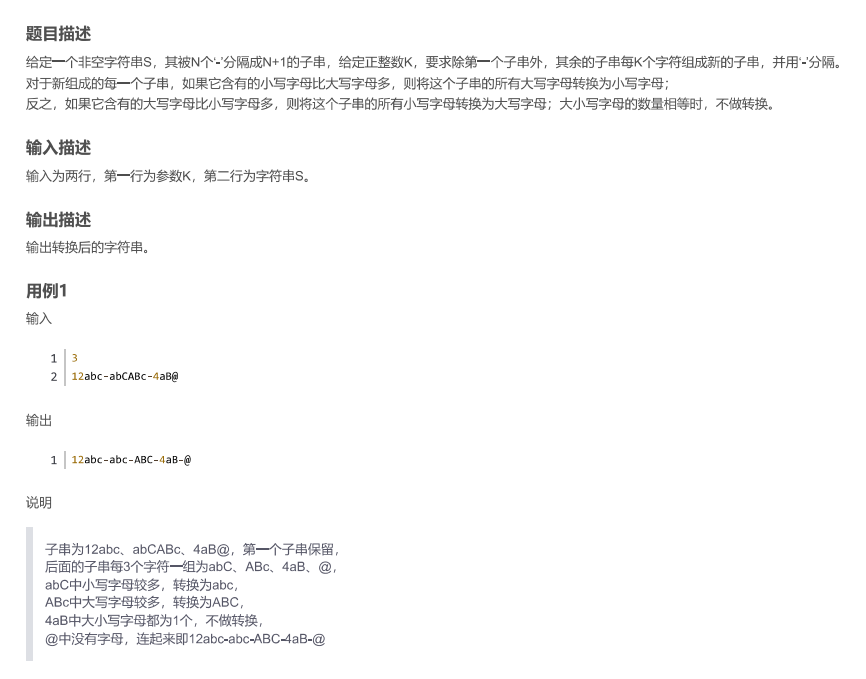 题目描述
给定一个非空字符串S，其被N个‘-’分隔成N+1的子串，给定正整数K，要求除第一个子串外，其余的子串每K个字符组成新的子串，并用‘-’分隔。
对于新组成的每一个子串，如果它含有的小写字母比大写字母多，则将这个子串的所有大写字母转换为小写字母；
反之，如果它含有的大写字母比小写字母多，则将这个子串的所有小写字母转换为大写字母；大小写字母的数量相等时，不做转换。
输入描述
输入为两行，第一行为参数K，第二行为字符串S。
输出描述
输出转换后的字符串。
用例1
输入
1 3
2 12abc-abCABc-4aB@
输出
1 12abc-abc-ABC-4aB-@
说明
子串为12abc、abCABc、4aB@，第一个子串保留，
后面的子串每3个字符一组为abC、ABc、4aB、@，
abC中小写字母较多，转换为abc，
ABc中大写字母较多，转换为ABC，
4aB中大小写字母都为1个，不做转换，
@中没有字母，连起来即12abc-abc-ABC-4aB-@